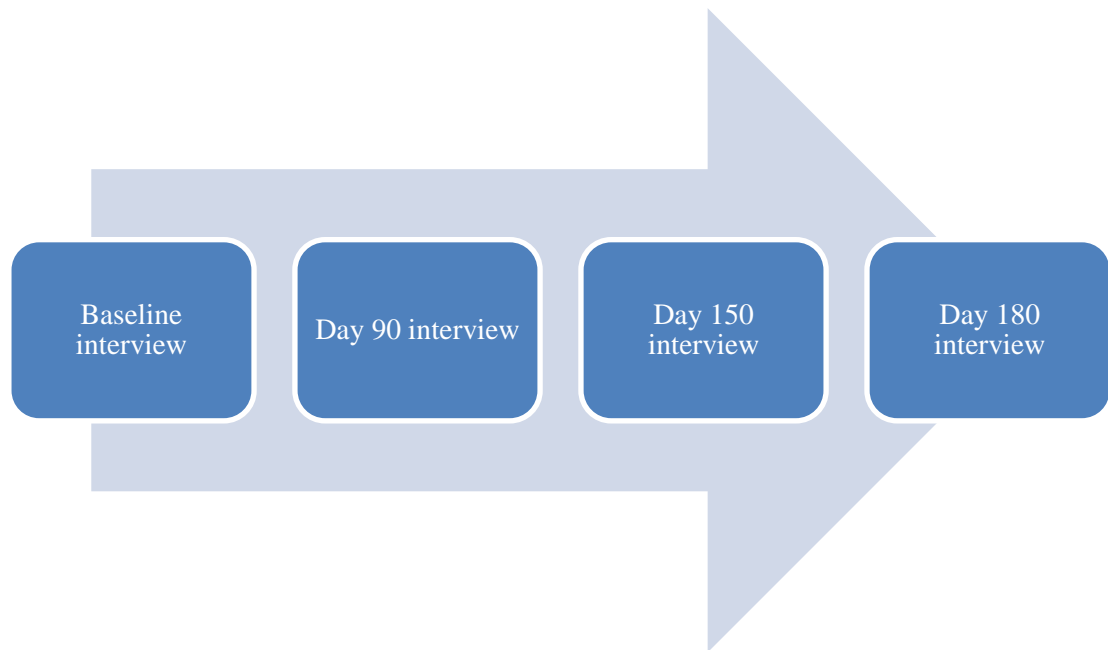 Baseline
interview
Day 90 interview
Day 150
interview
Day 180
interview